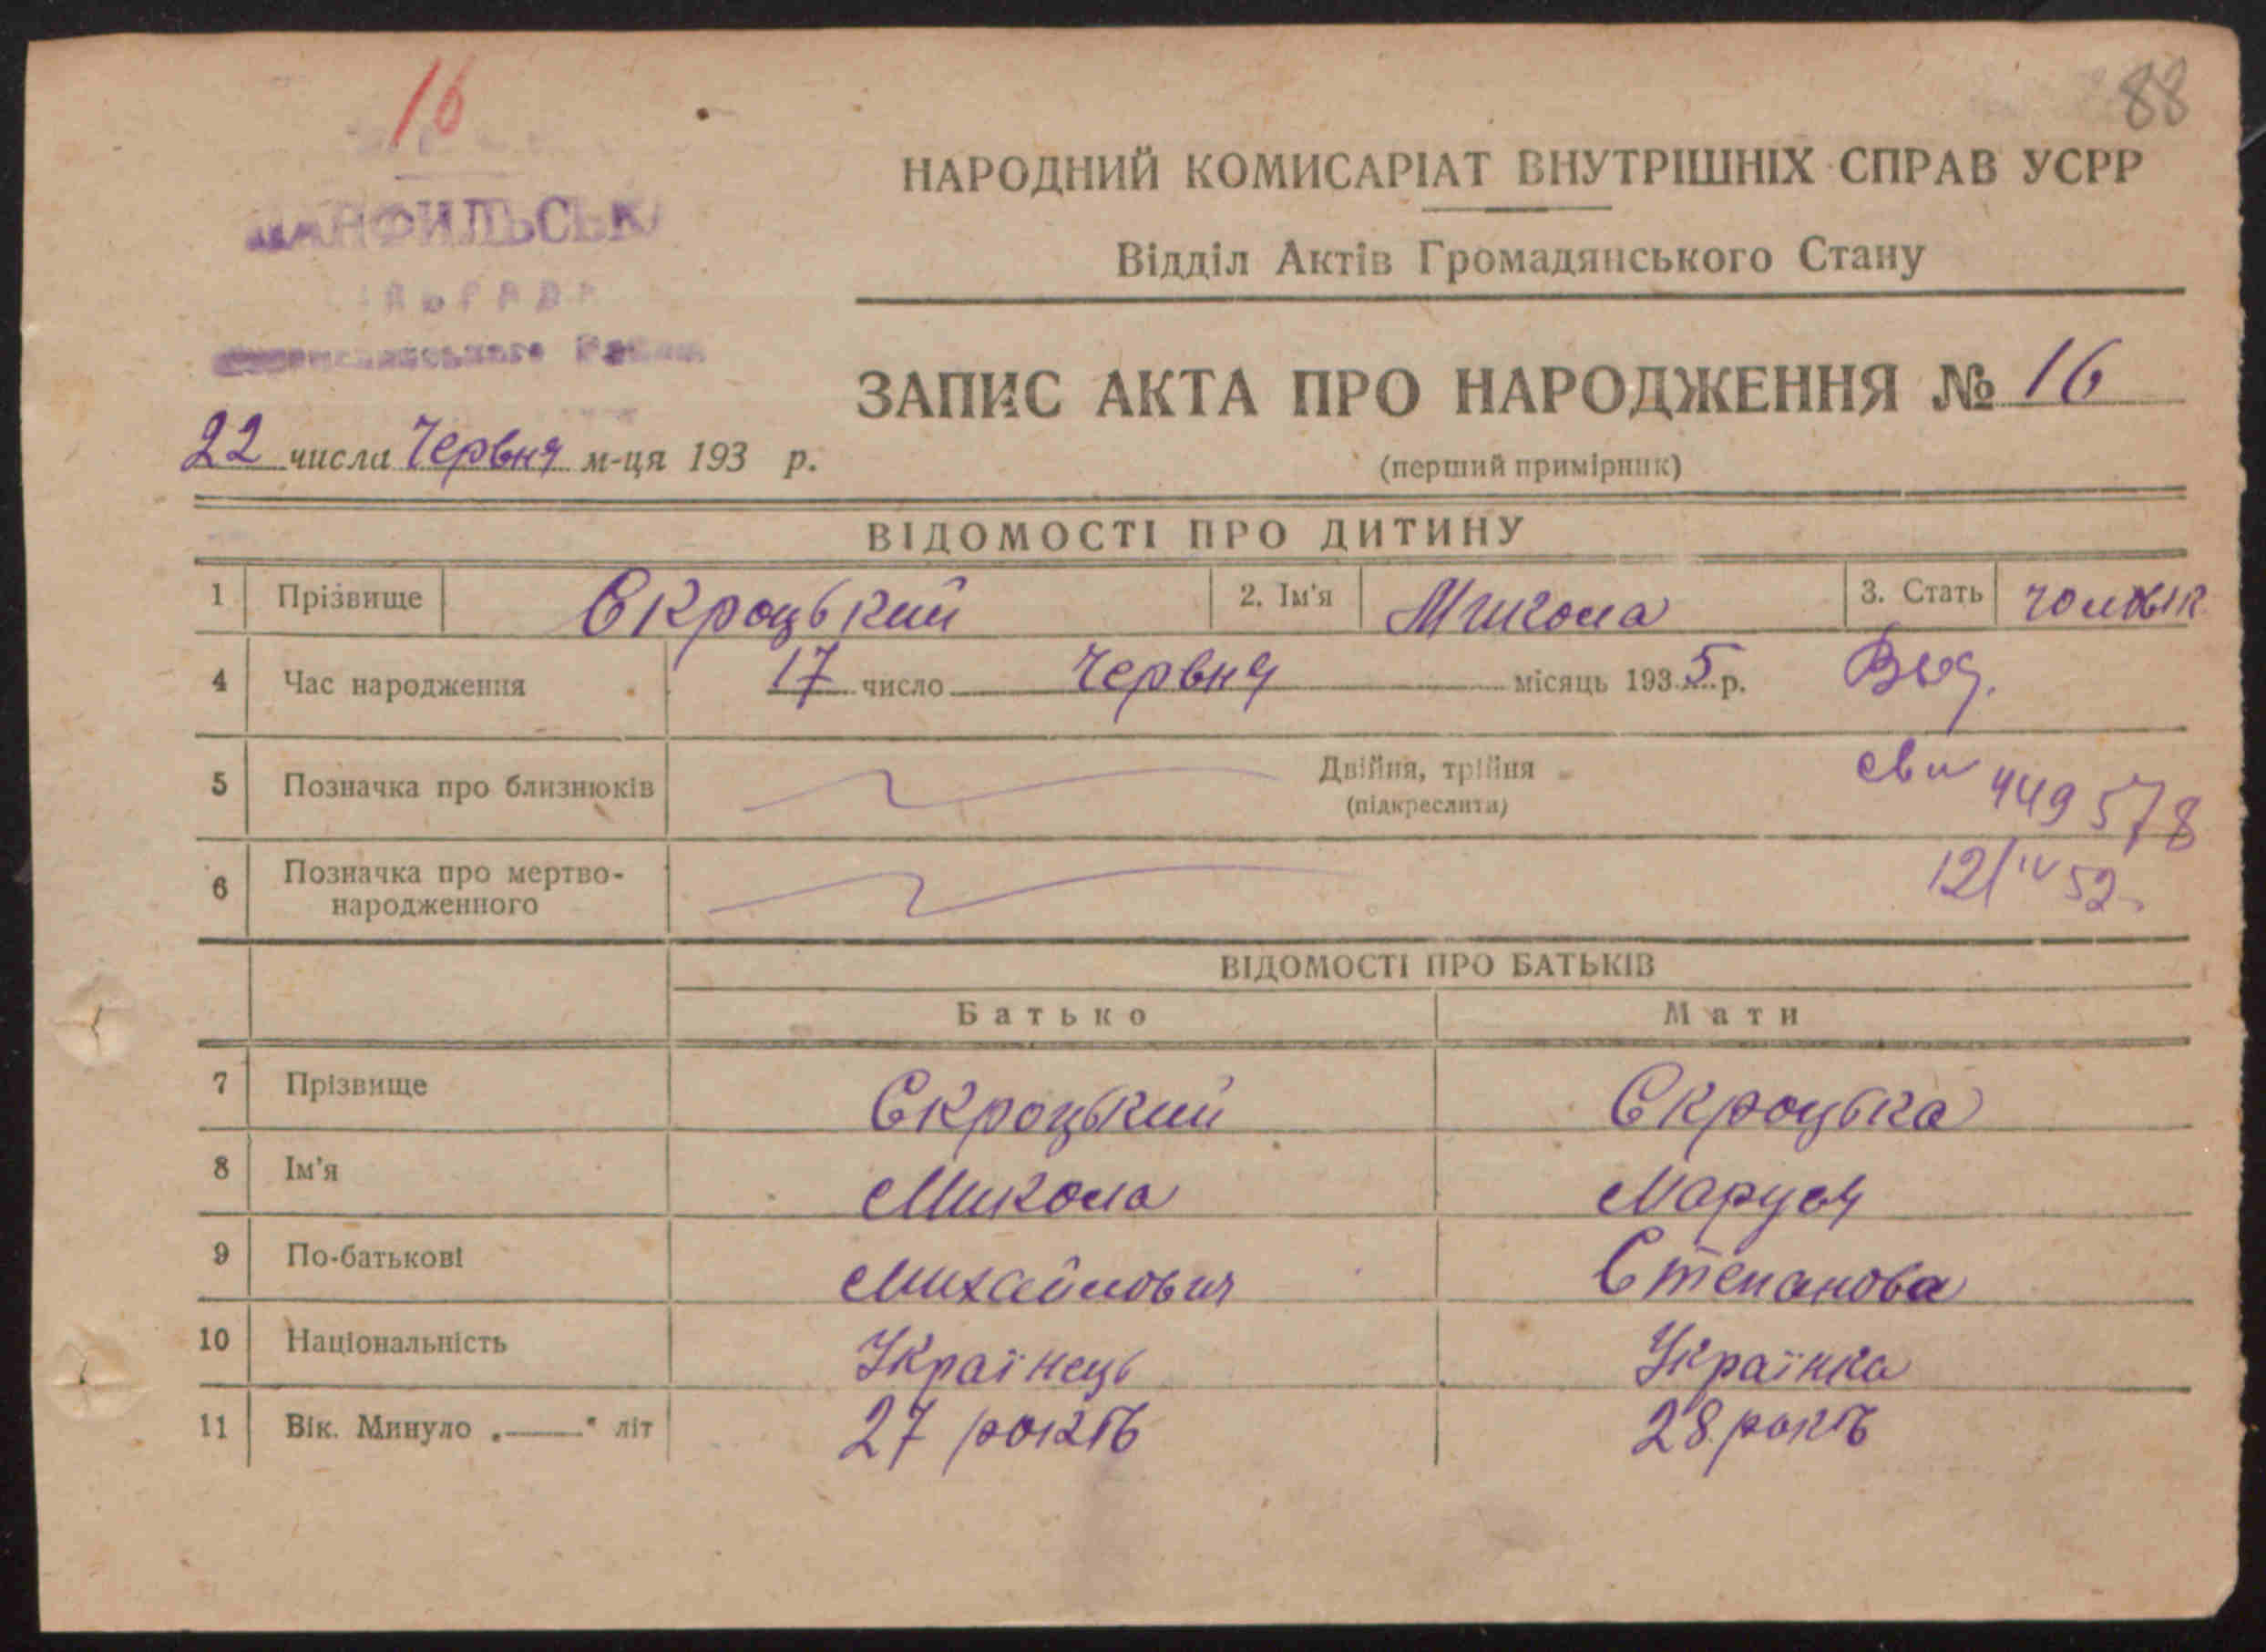 16
88
НАРОДНИЙ КОМИСАРІАТ ВНУТРІШНІХ СПРАВ УСРР
Відділ Актів Громадянського Стану
ЗАПИС АКТА ПРО НАРОДЖЕННЯ № 16
22 числа Червня м-ця 193 р.
(перший примірник)
ВІДОМОСТІ ПРО ДИТИНУ
1 Прізвище Скроцький 2. Ім'я Микола 3. Стать
4 Час народження 17 число Червня місяць 1935 р.
5 Позначка про близнюків Двійня, трійня
(підкреслити)
449578
6 Позначка про мертво-
народженного
12/IV 52
ВІДОМОСТІ ПРО БАТЬКІВ
Батько Мати
7 Прізвище Скроцький Скроцька
8 Ім'я Микола Маруся
9 По-батькові Михайлович Степанова
10 Національність Українець Українка
11 Вік. Минуло „——" літ 27 років 28 років